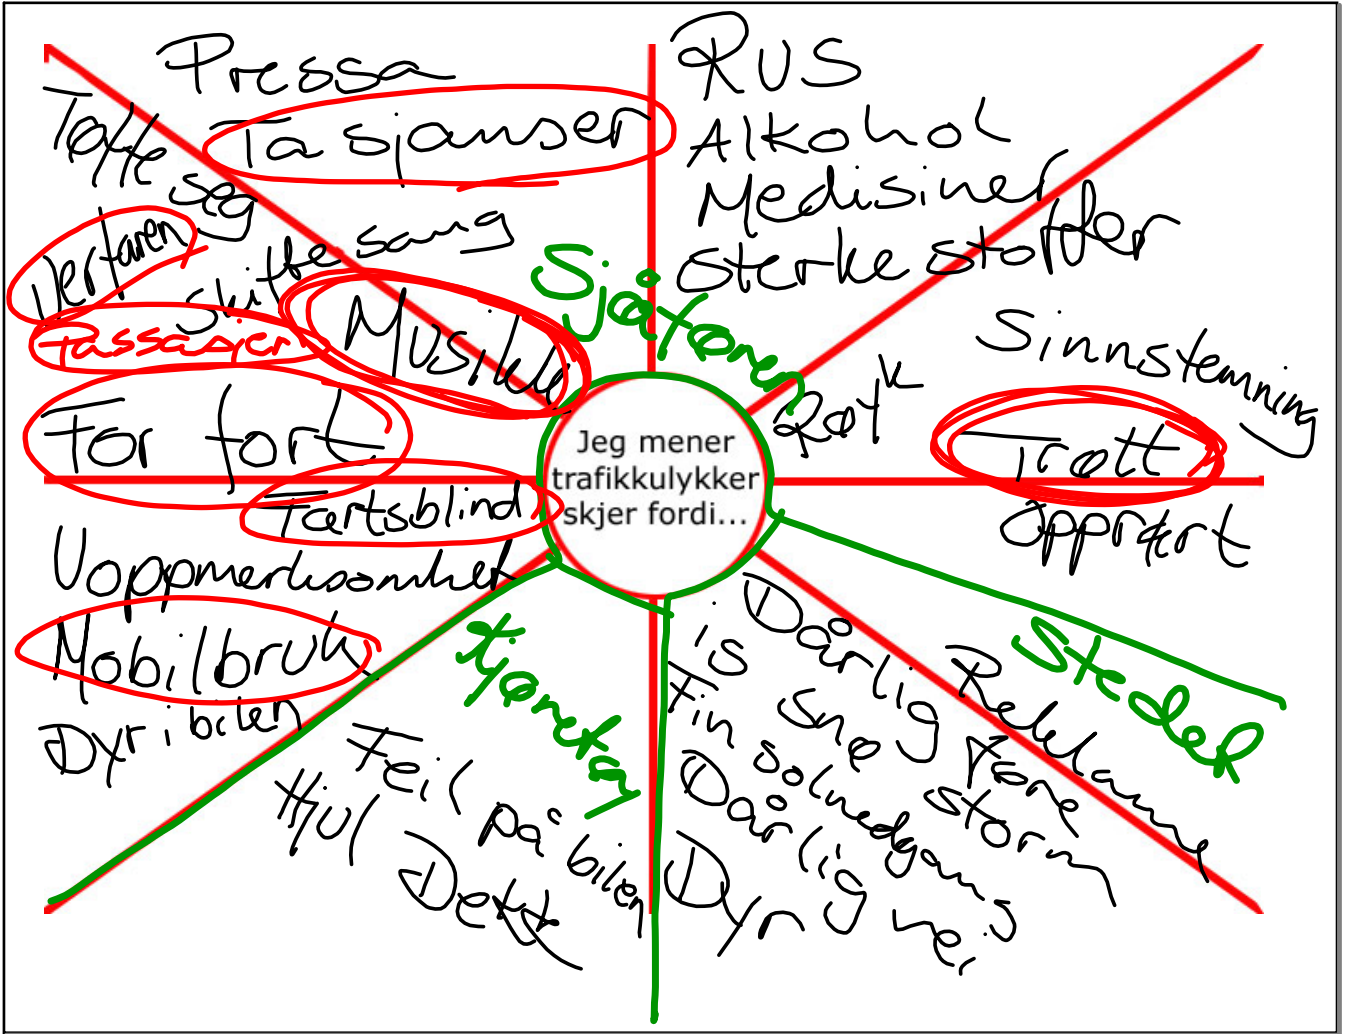 Pressa
Ta sjanser
Tøffe seg
Uerfaren
skifte sang
Passasjer
Musikk
For fort
Fartsblind
Uoppmerksomhet
Mobilbruk
Dyr i bilen
RUS
Alkohol
Medisiner
sterke stoffer
Sjåføren
Røyk
Sinnstemning
Trøtt
Opprørt
Jeg mener
trafikkulykker
skjer fordi...
Kjøretøy
Feil på bilen
Hjul
Dekk
Stedet
Dårlig føre
is snø storm
Fin solnedgang
Dårlig vei
Dyr
Reklame